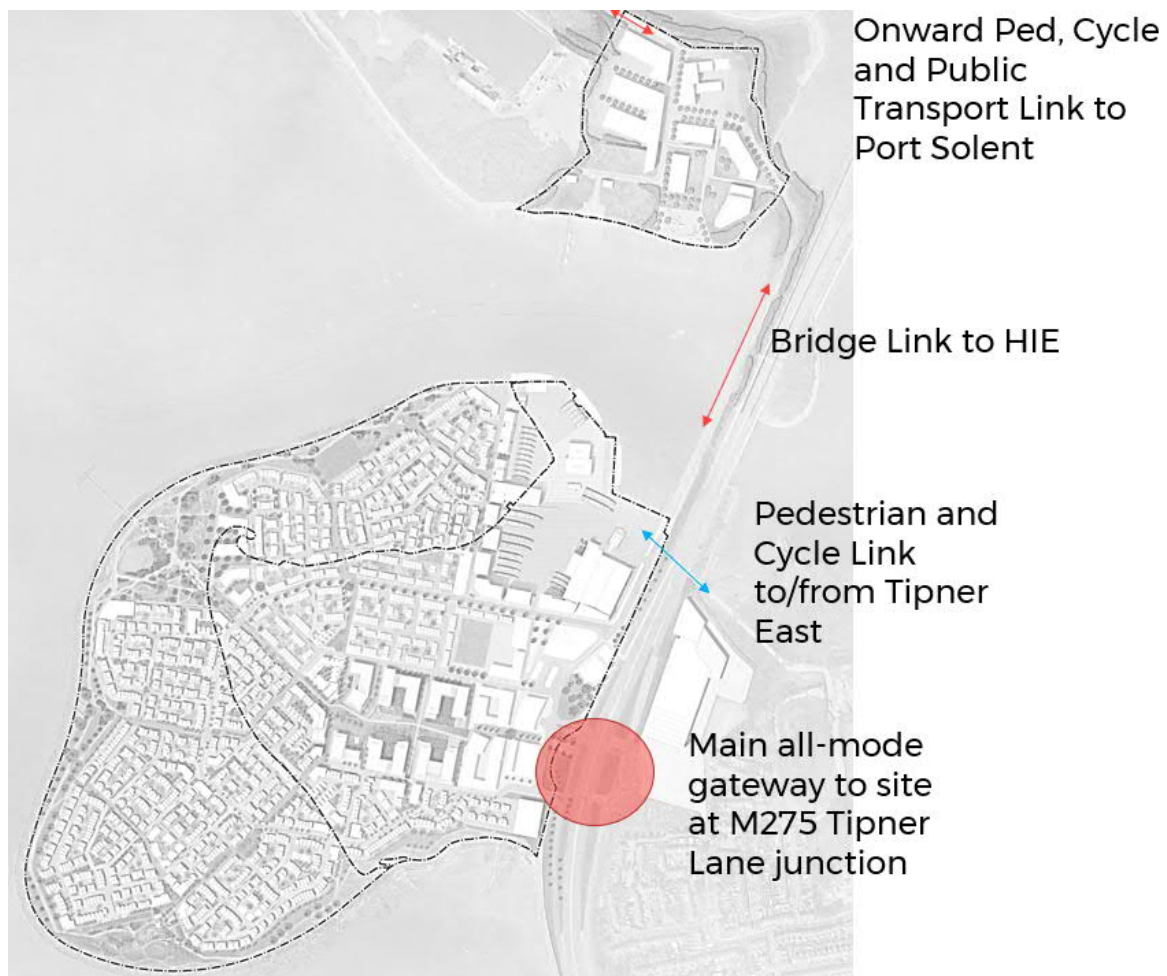 Onward Ped, Cycle
and Public
Transport Link to
Port Solent
Bridge Link to HIE
Pedestrian and
Cycle Link
to/from Tipner
East
Main all-mode
gateway to site
at M275 Tipner
Lane junction